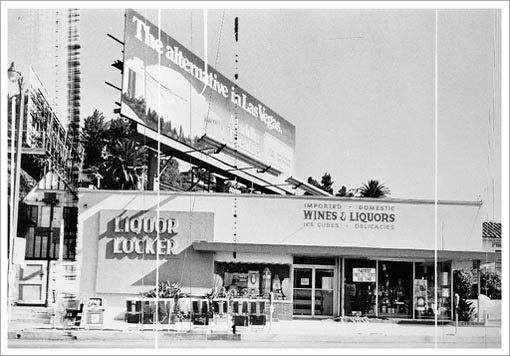 The alternative in Las Vegas.
LIQUOR
LOCKER
IMPORTED · DOMESTIC
WINES & LIQUORS
ICE CUBES · DELICACIES